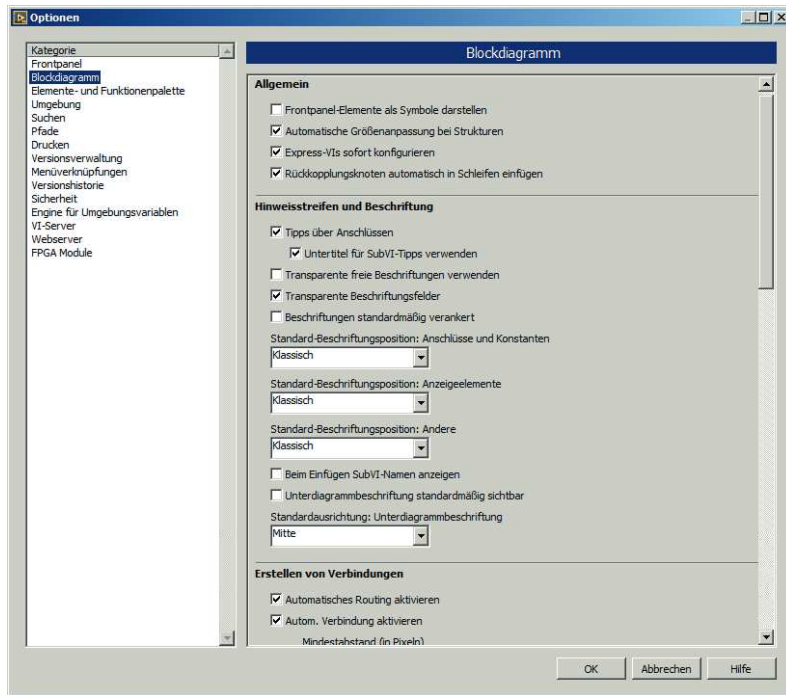 Optionen
Kategorie
Frontpanel
Blockdiagramm
Elemente- und Funktionenpalette
Umgebung
Suchen
Pfade
Drucken
Versionsverwaltung
Menüverknüpfungen
Versionshistorie
Sicherheit
Engine für Umgebungsvariablen
VI-Server
Webserver
FPGA Module
Blockdiagramm
Allgemein
Frontpanel-Elemente als Symbole darstellen
Automatische Größenanpassung bei Strukturen
Express-VIs sofort konfigurieren
Rückkopplungsknoten automatisch in Schleifen einfügen
Hinweisstreifen und Beschriftung
Tipps über Anschlüssen
Untertitel für SubVI-Tipps verwenden
Transparente freie Beschriftungen verwenden
Transparente Beschriftungsfelder
Beschriftungen standardmäßig verankert
Standard-Beschriftungsposition: Anschlüsse und Konstanten
Klassisch
Standard-Beschriftungsposition: Anzeigeelemente
Klassisch
Standard-Beschriftungsposition: Andere
Klassisch
Beim Einfügen SubVI-Namen anzeigen
Unterdiagrammbeschriftung standardmäßig sichtbar
Standardausrichtung: Unterdiagrammbeschriftung
Mitte
Erstellen von Verbindungen
Automatisches Routing aktivieren
Autom. Verbindung aktivieren
Mindestabstand (in Pixeln)
OK
Abbrechen
Hilfe